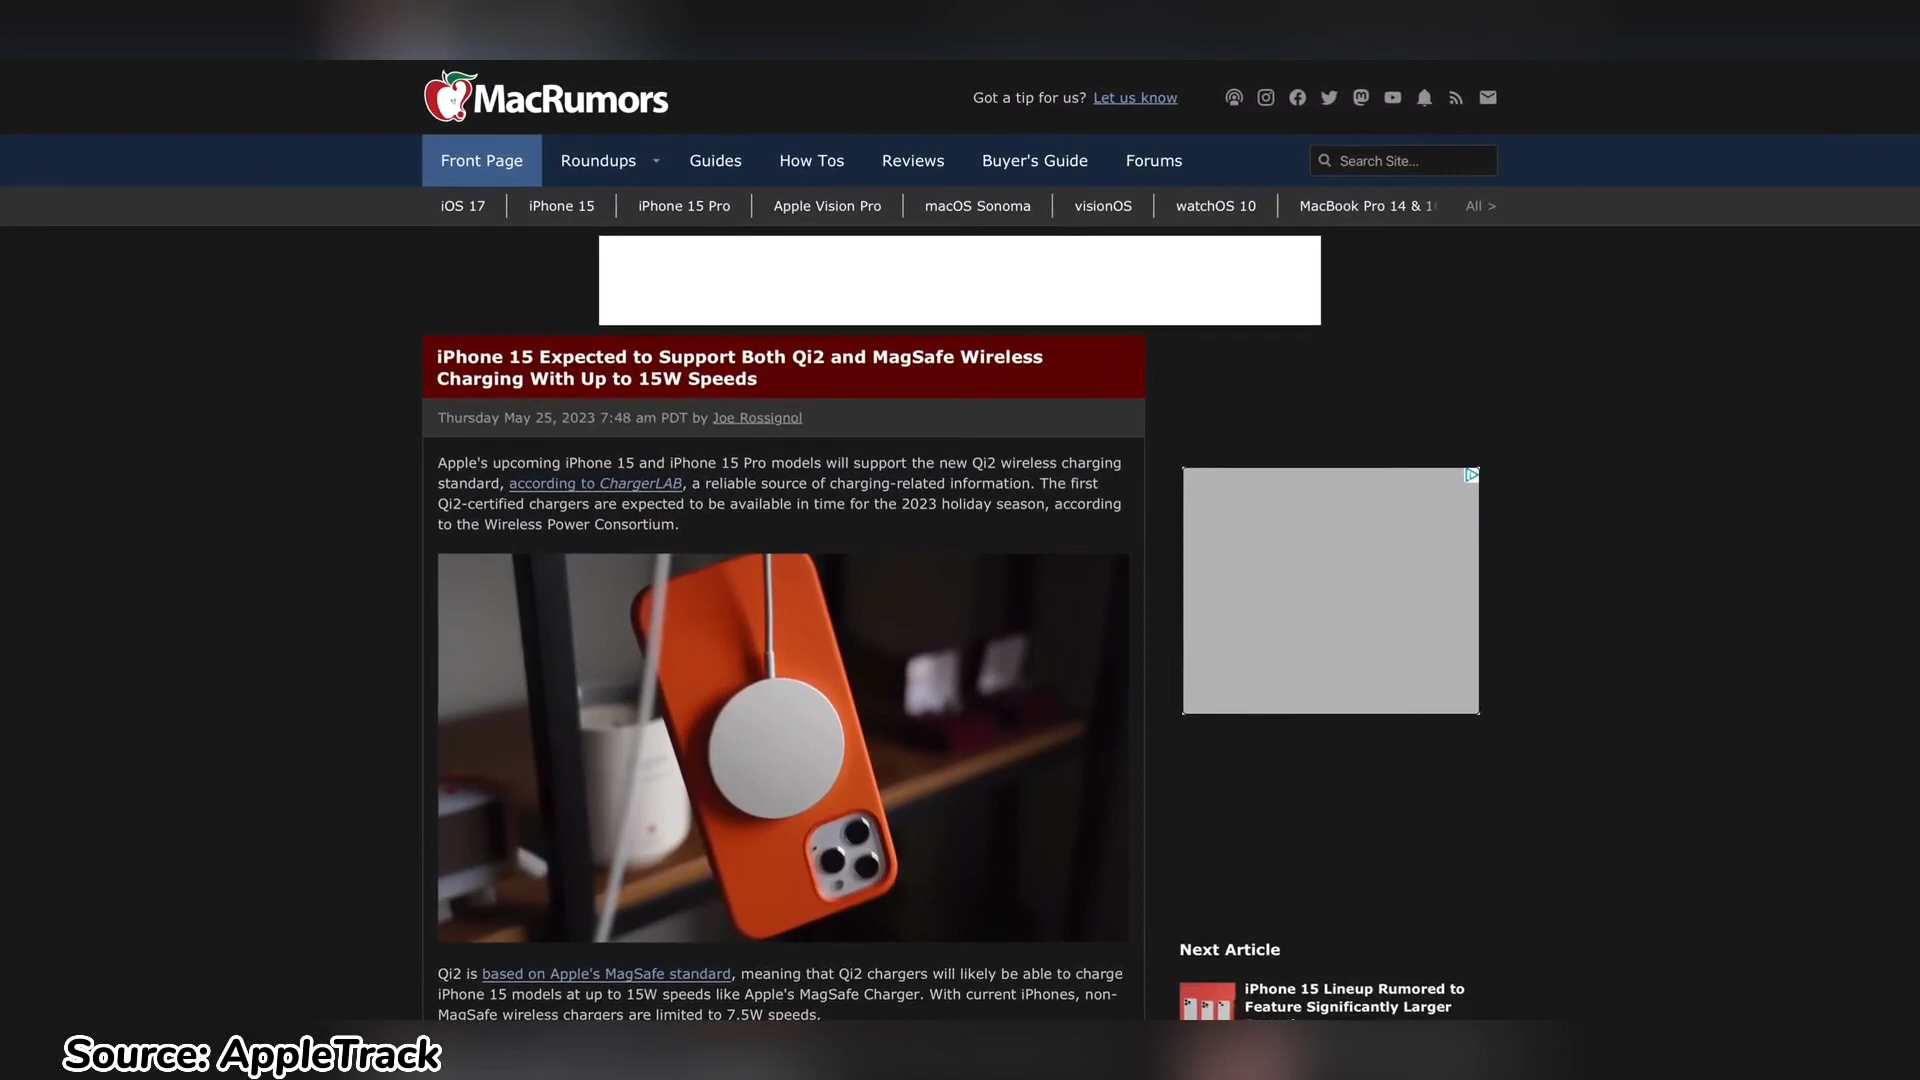 MacRumors
Got a tip for us? Let us know
Front Page
Roundups
Guides
How Tos
Reviews
Buyer's Guide
Forums
Search Site...
iOS 17
iPhone 15
iPhone 15 Pro
Apple Vision Pro
macOS Sonoma
visionOS
watchOS 10
MacBook Pro 14 & 1
All >
iPhone 15 Expected to Support Both Qi2 and MagSafe Wireless
Charging With Up to 15W Speeds
Thursday May 25, 2023 7:48 am PDT by Joe Rossignol
Apple's upcoming iPhone 15 and iPhone 15 Pro models will support the new Qi2 wireless charging
standard, according to ChargerLAB, a reliable source of charging-related information. The first
Qi2-certified chargers are expected to be available in time for the 2023 holiday season, according
to the Wireless Power Consortium.
Qi2 is based on Apple's MagSafe standard, meaning that Qi2 chargers will likely be able to charge
iPhone 15 models at up to 15W speeds like Apple's MagSafe Charger. With current iPhones, non-
MagSafe wireless chargers are limited to 7.5W speeds.
Next Article
iPhone 15 Lineup Rumored to
Feature Significantly Larger
Source: AppleTrack